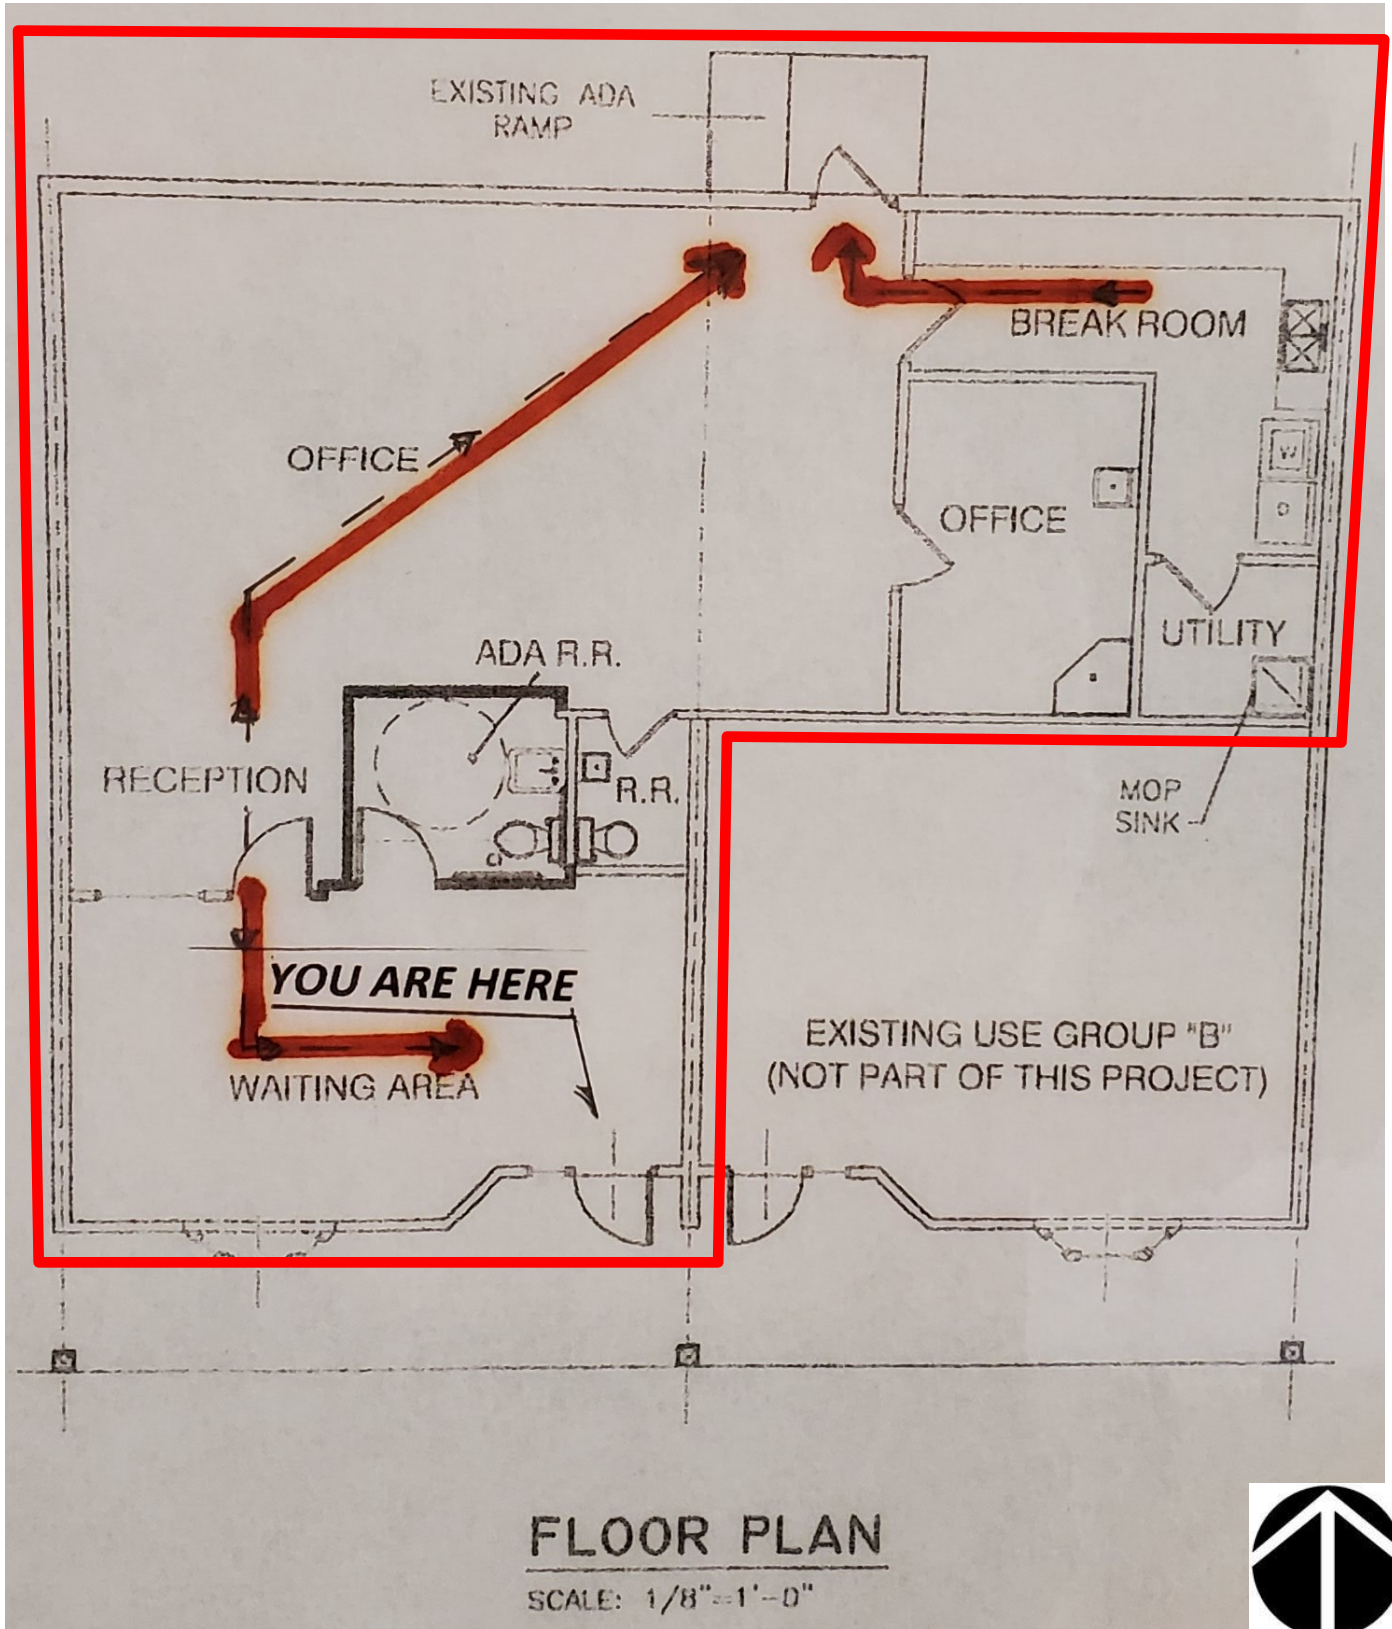 EXISTING ADA
RAMP
BREAK ROOM
OFFICE
W
OFFICE
D
UTILITY
ADA R.R.
RECEPTION
R.R.
MOP
SINK
YOU ARE HERE
EXISTING USE GROUP "B"
(NOT PART OF THIS PROJECT)
WAITING AREA
FLOOR PLAN
SCALE: 1/8"=1'-0"